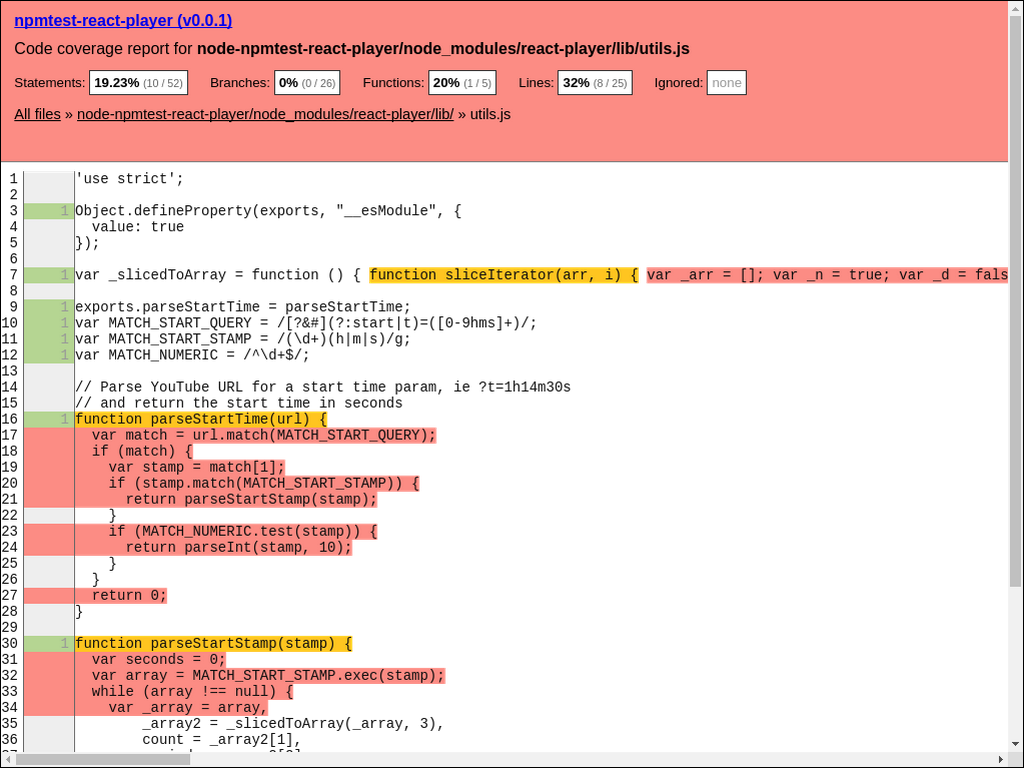 npmtest-react-player (v0.0.1)
Code coverage report for node-npmtest-react-player/node_modules/react-player/lib/utils.js
Statements: 19.23% (10 / 52) Branches: 0% (0 / 26) Functions: 20% (1 / 5) Lines: 32% (8 / 25) Ignored: none
All files » node-npmtest-react-player/node_modules/react-player/lib/ » utils.js
1 'use strict';
2
3 1 Object.defineProperty(exports, "__esModule", {
4   value: true
5 });
6
7 1 var _slicedToArray = function () { function sliceIterator(arr, i) { var _arr = []; var _n = true; var _d = fals
8
9 1 exports.parseStartTime = parseStartTime;
10 1 var MATCH_START_QUERY = /[?&#](?:start|t)=([0-9hms]+)/;
11 1 var MATCH_START_STAMP = /(\d+)(h|m|s)/g;
12 1 var MATCH_NUMERIC = /^\d+$/;
13
14 // Parse YouTube URL for a start time param, ie ?t=1h14m30s
15 // and return the start time in seconds
16 1 function parseStartTime(url) {
17   var match = url.match(MATCH_START_QUERY);
18   if (match) {
19     var stamp = match[1];
20     if (stamp.match(MATCH_START_STAMP)) {
21       return parseStartStamp(stamp);
22     }
23     if (MATCH_NUMERIC.test(stamp)) {
24       return parseInt(stamp, 10);
25     }
26   }
27   return 0;
28 }
29
30 1 function parseStartStamp(stamp) {
31   var seconds = 0;
32   var array = MATCH_START_STAMP.exec(stamp);
33   while (array !== null) {
34     var _array = array,
35         _array2 = _slicedToArray(_array, 3),
36         count = _array2[1],